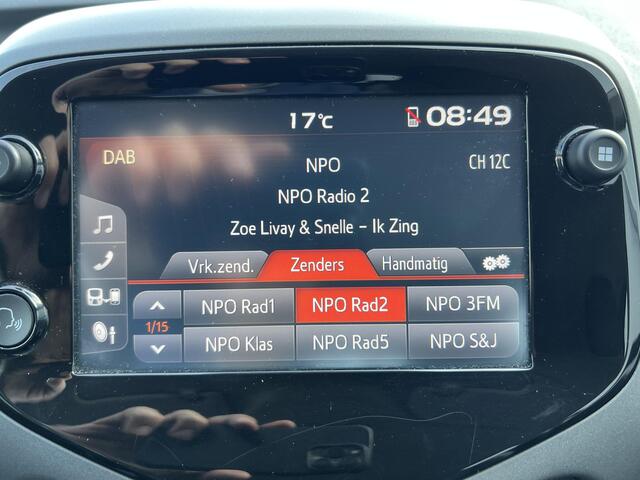 17°C 08:49
DAB NPO CH 12C
NPO Radio 2
Zoe Livay & Snelle - Ik Zing
Vrk.zend. Zenders Handmatig
NPO Rad1 NPO Rad2 NPO 3FM
1/15
NPO Klas NPO Rad5 NPO S&J